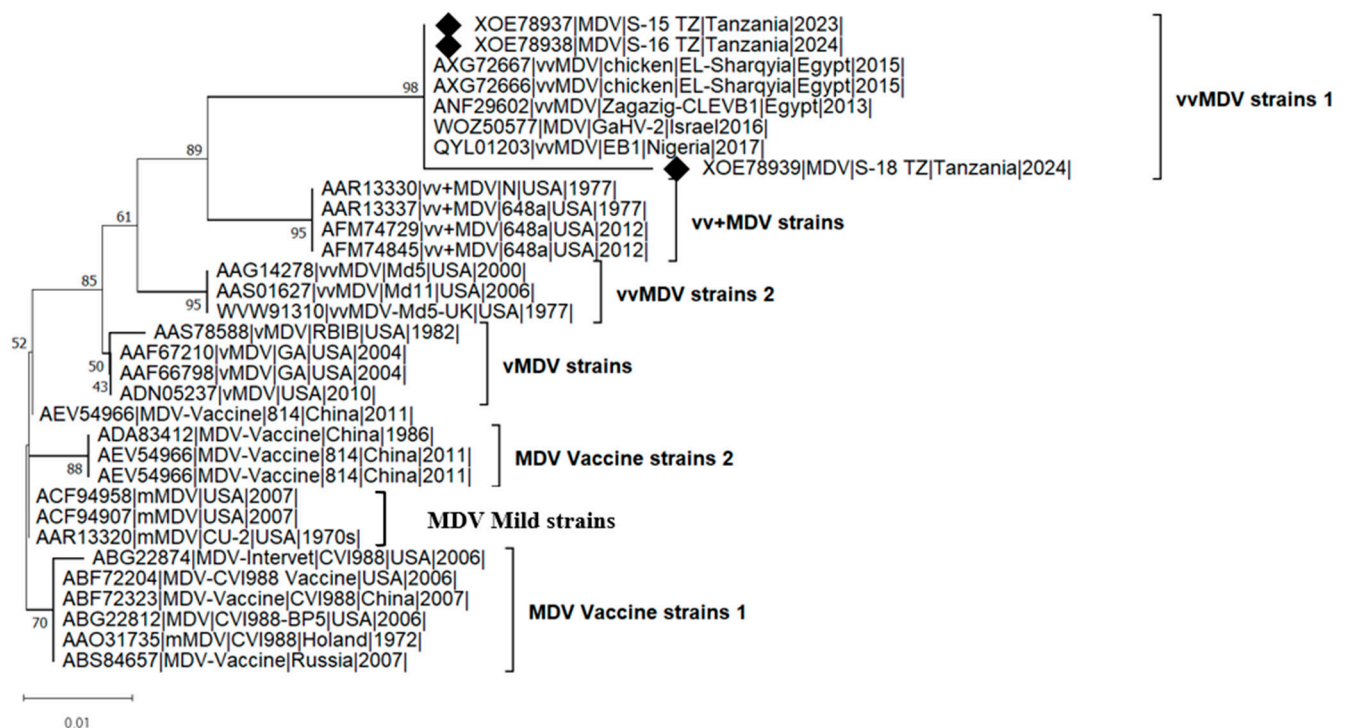 XOE78937|MDV|S-15 TZ|Tanzania|2023|
XOE78938|MDV|S-16 TZ|Tanzania|2024|
AXG72667|vvMDV|chicken|EL-Sharqyia|Egypt|2015|
98
AXG72666|vvMDV|chicken|EL-Sharqyia|Egypt|2015|
vvMDV strains 1
ANF29602|vvMDV|Zagazig-CLEVB1|Egypt|2013|
WOZ50577|MDV|GaHV-2|Israel2016|
QYL01203|vvMDV|EB1|Nigeria|2017|
89
XOE78939|MDV|S-18 TZ|Tanzania|2024|
AAR13330|vv+MDV|N|USA|1977|
AAR13337|vv+MDV|648a|USA|1977|
61
vv+MDV strains
95
AFM74729|vv+MDV|648a|USA|2012|
AFM74845|vv+MDV|648a|USA|2012|
AAG14278|vvMDV|Md5|USA|2000|
85
AAS01627|vvMDV|Md11|USA|2006|
vvMDV strains 2
95
WVW91310|vvMDV-Md5-UK|USA|1977|
AAS78588|vMDV|RBIB|USA|1982|
52
AAF67210|vMDV|GA|USA|2004|
50
vMDV strains
AAF66798|vMDV|GA|USA|2004|
43
ADN05237|vMDV|USA|2010|
AEV54966|MDV-Vaccine|814|China|2011|
ADA83412|MDV-Vaccine|China|1986|
AEV54966|MDV-Vaccine|814|China|2011|
MDV Vaccine strains 2
88
AEV54966|MDV-Vaccine|814|China|2011|
ACF94958|mMDV|USA|2007|
ACF94907|mMDV|USA|2007|
MDV Mild strains
AAR13320|mMDV|CU-2|USA|1970s|
ABG22874|MDV-Intervet|CVI988|USA|2006|
ABF72204|MDV-CVI988 Vaccine|USA|2006|
ABF72323|MDV-Vaccine|CVI988|China|2007|
MDV Vaccine strains 1
70
ABG22812|MDV|CVI988-BP5|USA|2006|
AAO31735|mMDV|CVI988|Holand|1972|
ABS84657|MDV-Vaccine|Russia|2007|
0.01